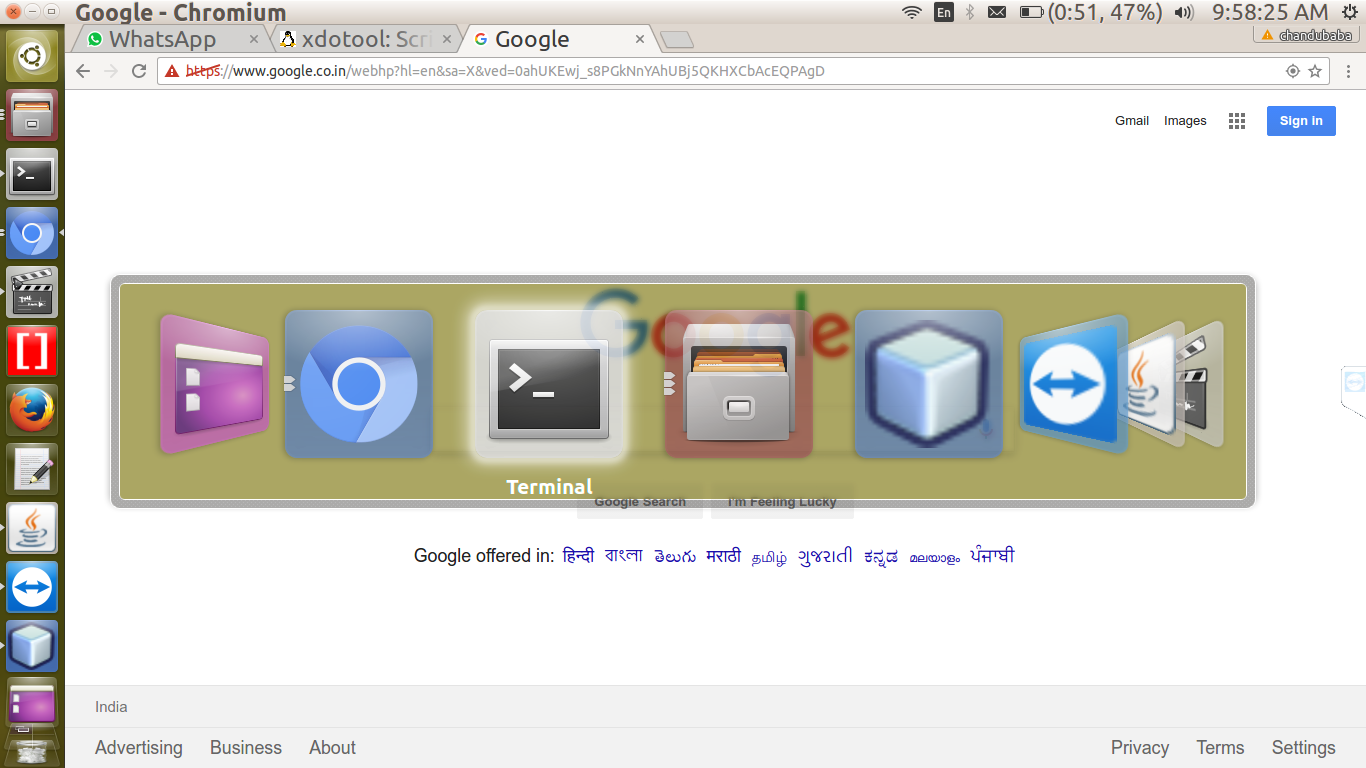 Google - Chromium
En
(0:51, 47%)
9:58:25 AM
WhatsApp
xdotool: Scri
Google
chandubaba
https://www.google.co.in/webhp?hl=en&sa=X&ved=0ahUKEwj_s8PGkNnYAhUBj5QKHXCbAcEQPAgD
Gmail
Images
Sign in
Google
Terminal
Google Search
I'm Feeling Lucky
Google offered in: हिन्दी বাংলা తెలుగు मराठी தமிழ் ગુજરાતી ಕನ್ನಡ മലയാളം ਪੰਜਾਬੀ
India
Advertising
Business
About
Privacy
Terms
Settings